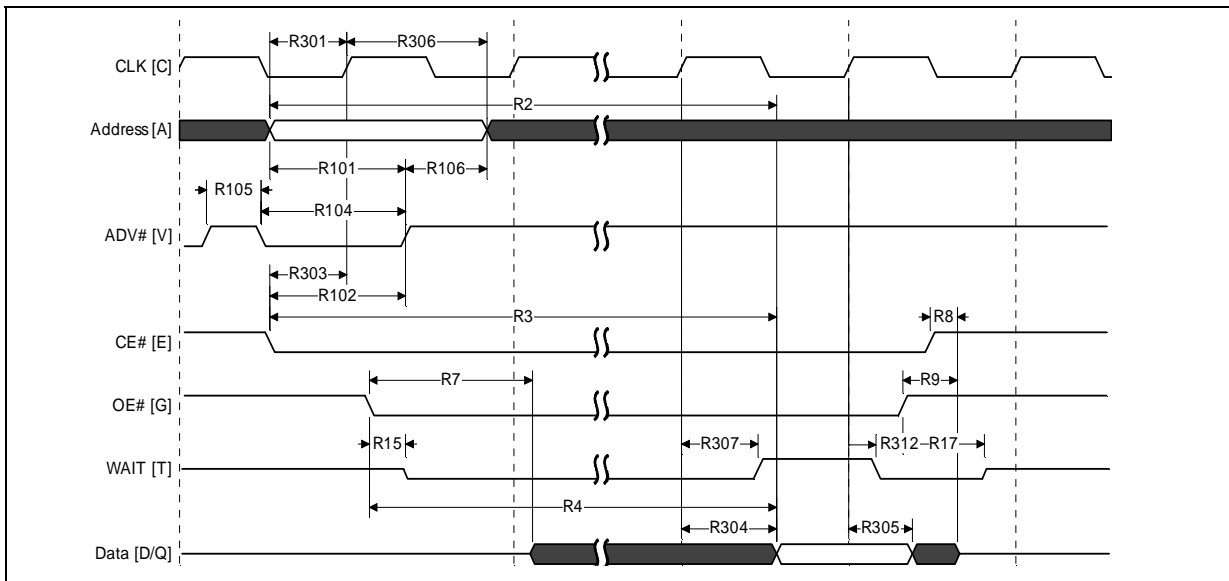 R301 R306
CLK [C]
R2
Address [A]
R101 R106
R105
R104
ADV# [V]
R303
R102
R3
R8
CE# [E]
R7
R9
OE# [G]
R15
R307
R312 R17
WAIT [T]
R4
R304
R305
Data [D/Q]